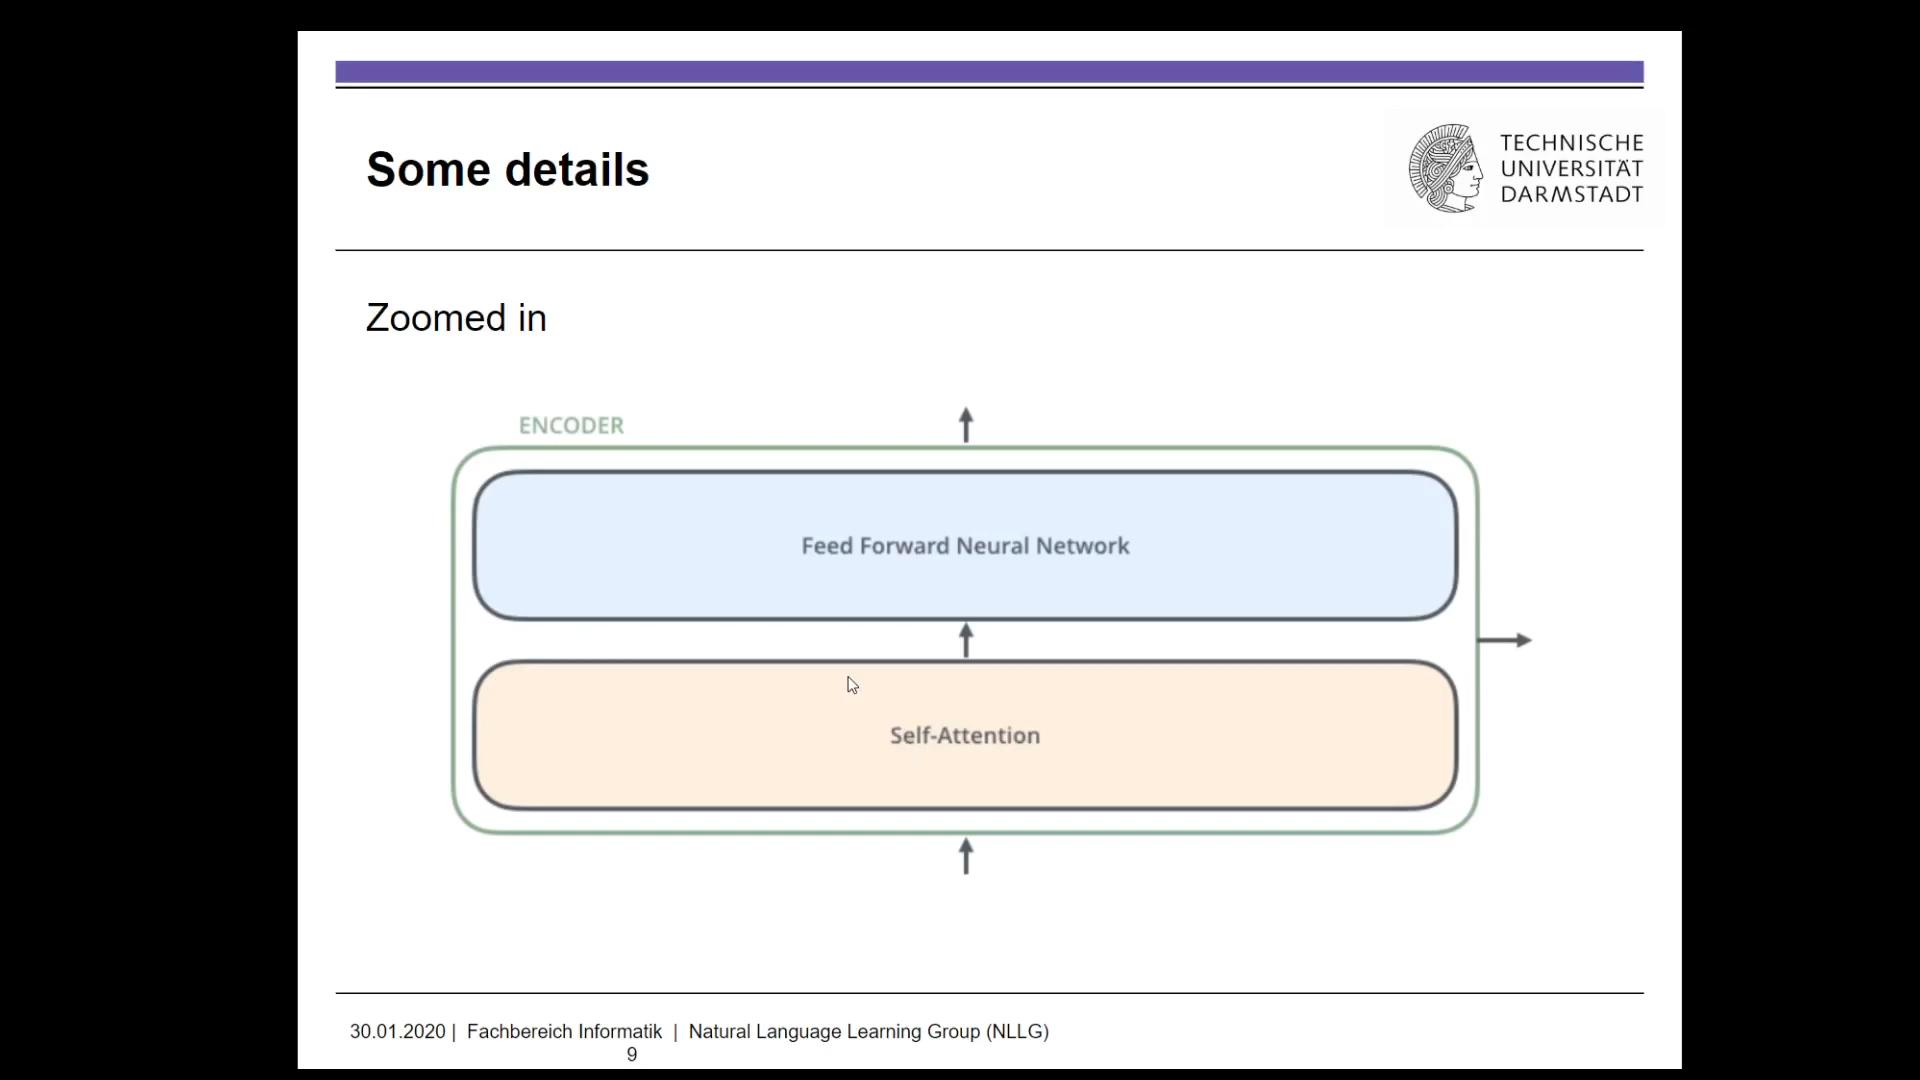 Some details
TECHNISCHE
UNIVERSITÄT
DARMSTADT
Zoomed in
ENCODER
Feed Forward Neural Network
Self-Attention
30.01.2020 | Fachbereich Informatik | Natural Language Learning Group (NLLG)
9